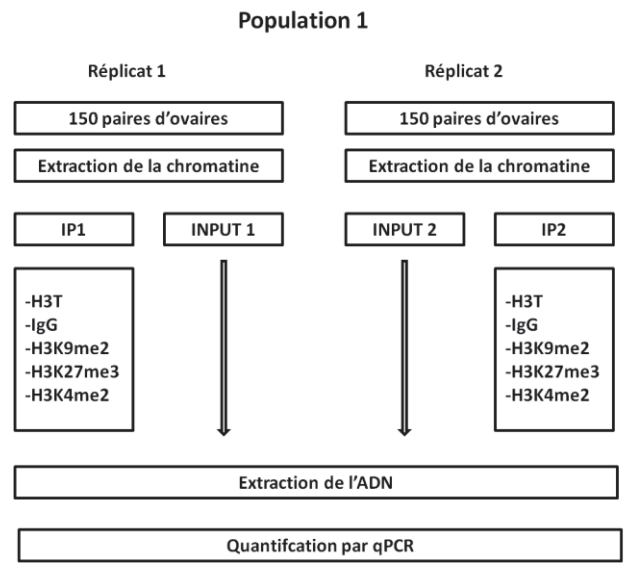 Population 1
Réplicat 1
Réplicat 2
150 paires d'ovaires
150 paires d'ovaires
Extraction de la chromatine
Extraction de la chromatine
IP1
INPUT 1
INPUT 2
IP2
-H3T
-IgG
-H3K9me2
-H3K27me3
-H3K4me2
-H3T
-IgG
-H3K9me2
-H3K27me3
-H3K4me2
Extraction de l'ADN
Quantifcation par qPCR